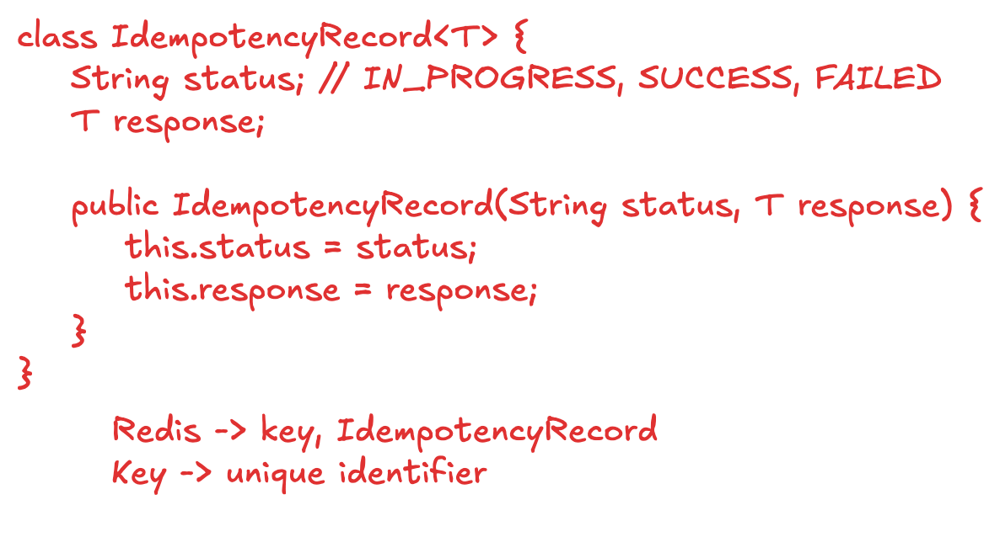 class IdempotencyRecord<T> {
String status; // IN_PROGRESS, SUCCESS, FAILED
T response;
public IdempotencyRecord(String status, T response) {
this.status = status;
this.response = response;
}
}
Redis -> key, IdempotencyRecord
Key -> unique identifier